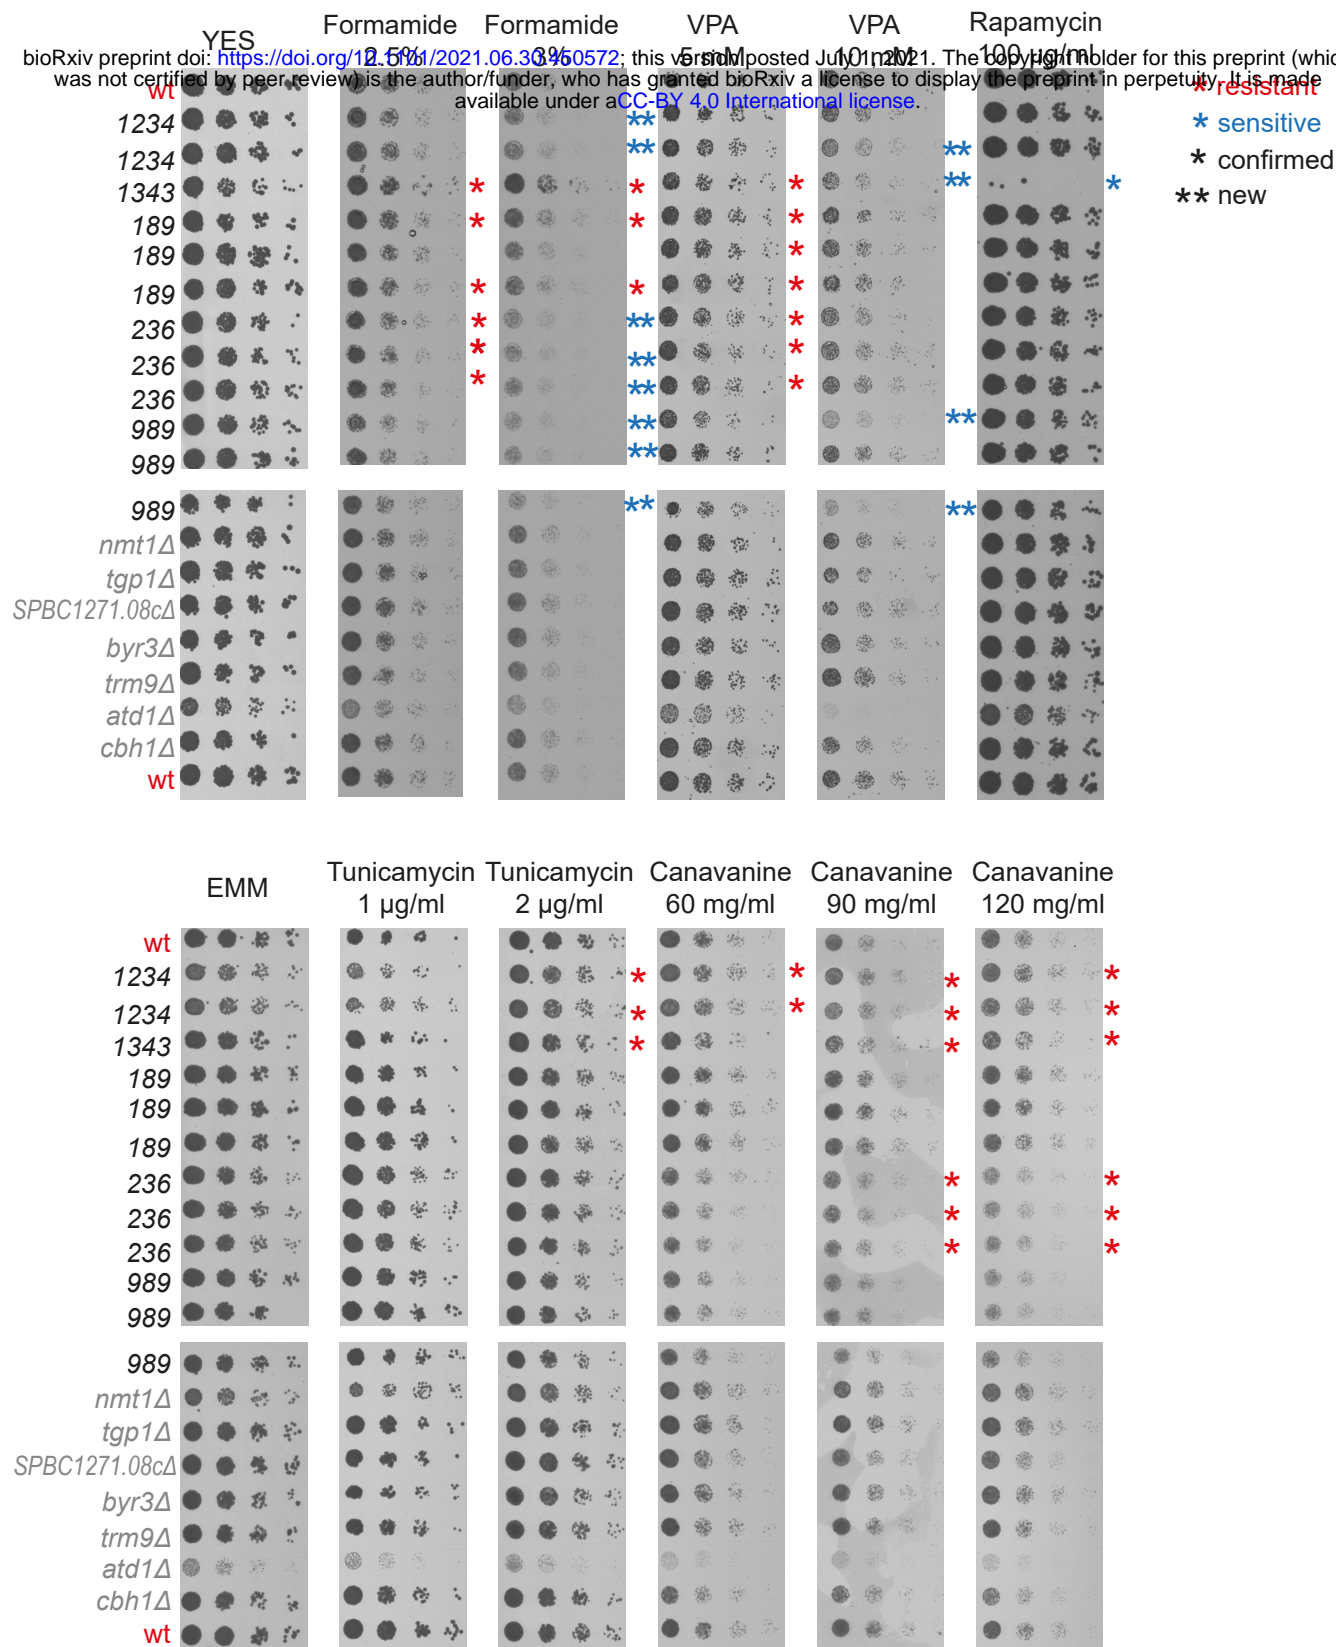 YES
Formamide
2.5%
Formamide
3%
VPA
5 mM
VPA
10 mM
Rapamycin
100 µg/ml
bioRxiv preprint doi: https://doi.org/10.1101/2021.06.30.450572; this version posted July 1, 2021. The copyright holder for this preprint (which
was not certified by peer review) is the author/funder, who has granted bioRxiv a license to display the preprint in perpetuity. It is made
available under aCC-BY 4.0 International license.
* resistant
* sensitive
* confirmed
** new
wt
1234 **
1234 ** **
1343 * * * ** *
189 * * *
189 *
189 * * *
236 * ** *
236 * ** *
236 * ** *
989 ** **
989 **
989 ** **
nmt1Δ
tgp1Δ
SPBC1271.08cΔ
byr3Δ
trm9Δ
atd1Δ
cbh1Δ
wt
EMM
Tunicamycin
1 µg/ml
Tunicamycin
2 µg/ml
Canavanine
60 mg/ml
Canavanine
90 mg/ml
Canavanine
120 mg/ml
wt
1234 * * * *
1234 * * * *
1343 * * *
189
189
189
236 * *
236 * *
236 * *
989
989
989
nmt1Δ
tgp1Δ
SPBC1271.08cΔ
byr3Δ
trm9Δ
atd1Δ
cbh1Δ
wt